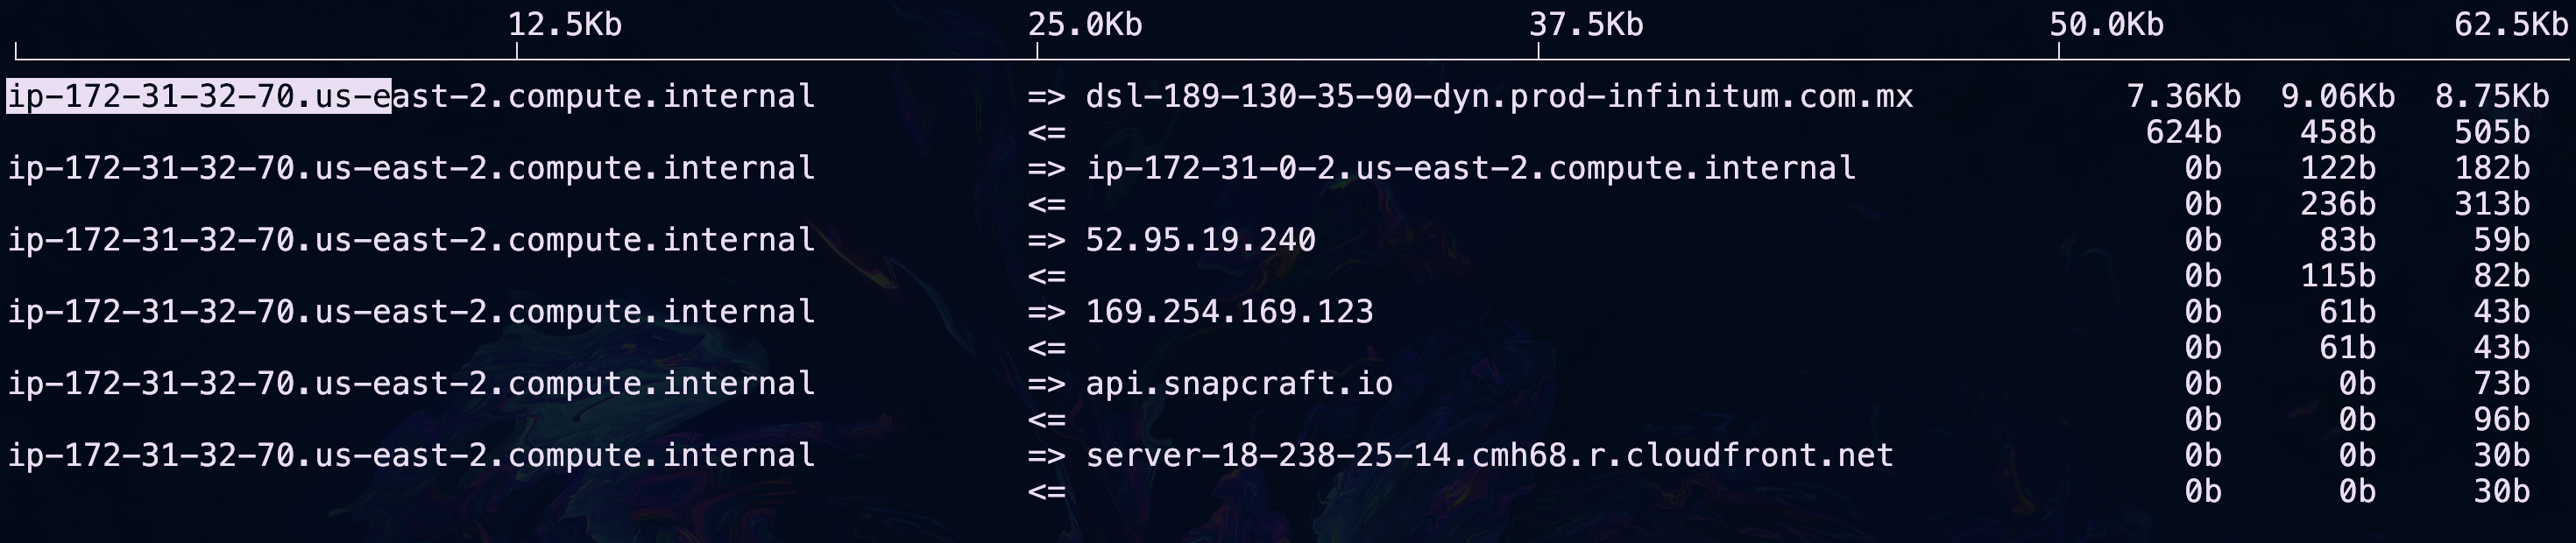 12.5Kb 25.0Kb 37.5Kb 50.0Kb 62.5Kb
ip-172-31-32-70.us-east-2.compute.internal => dsl-189-130-35-90-dyn.prod-infinitum.com.mx 7.36Kb 9.06Kb 8.75Kb
<= 624b 458b 505b
ip-172-31-32-70.us-east-2.compute.internal => ip-172-31-0-2.us-east-2.compute.internal 0b 122b 182b
<= 0b 236b 313b
ip-172-31-32-70.us-east-2.compute.internal => 52.95.19.240 0b 83b 59b
<= 0b 115b 82b
ip-172-31-32-70.us-east-2.compute.internal => 169.254.169.123 0b 61b 43b
<= 0b 61b 43b
ip-172-31-32-70.us-east-2.compute.internal => api.snapcraft.io 0b 0b 73b
<= 0b 0b 96b
ip-172-31-32-70.us-east-2.compute.internal => server-18-238-25-14.cmh68.r.cloudfront.net 0b 0b 30b
<= 0b 0b 30b